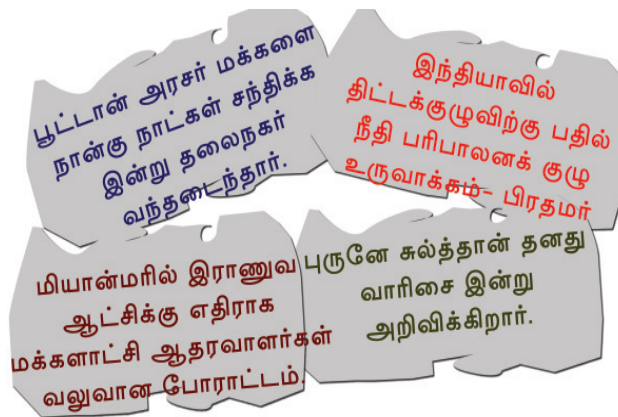 பூட்டான் அரசர் மக்களை
நான்கு நாட்கள் சந்திக்க
இன்று தலைநகர்
வந்தடைந்தார்.
இந்தியாவில்
திட்டக்குழுவிற்கு பதில்
நீதி பரிபாலனக் குழு
உருவாக்கம்- பிரதமர்
மியான்மரில் இராணுவ
ஆட்சிக்கு எதிராக
மக்களாட்சி ஆதரவாளர்கள்
வலுவான போராட்டம்.
புருனே சுல்த்தான் தனது
வாரிசை இன்று
அறிவிக்கிறார்.